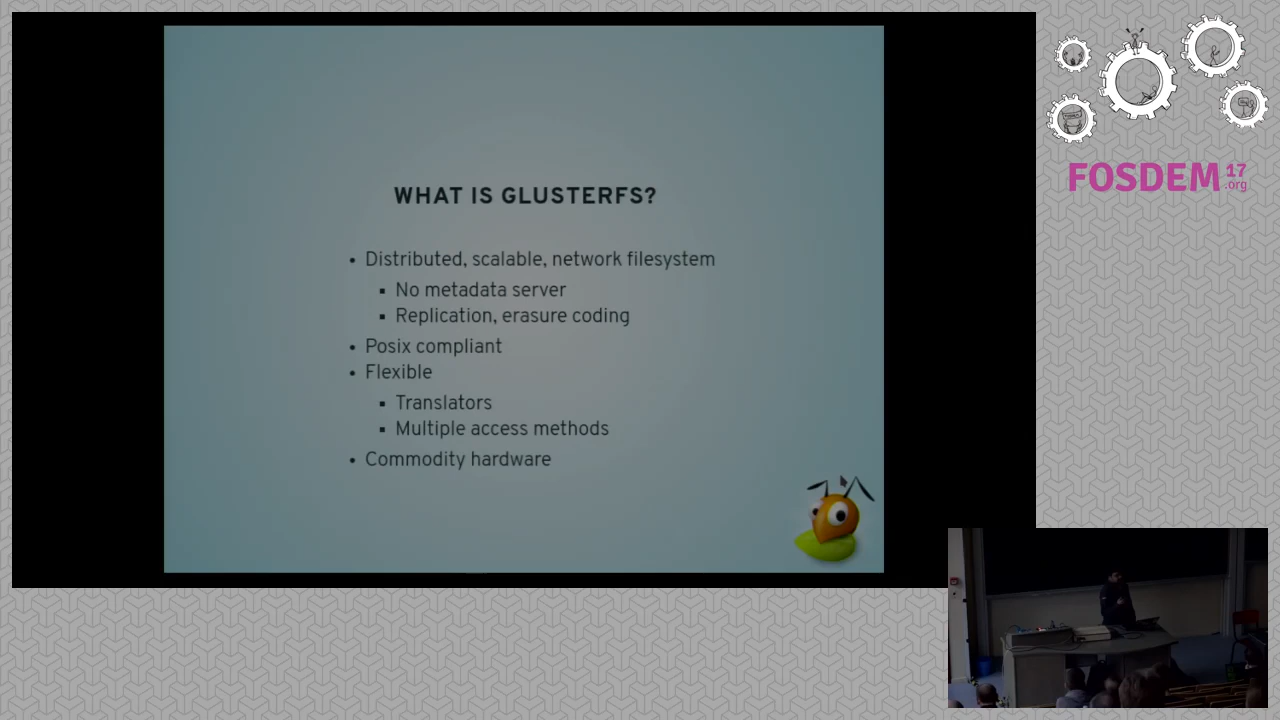 WHAT IS GLUSTERFS?
• Distributed, scalable, network filesystem
▪ No metadata server
▪ Replication, erasure coding
• Posix compliant
• Flexible
▪ Translators
▪ Multiple access methods
• Commodity hardware
FOSDEM 17
.org